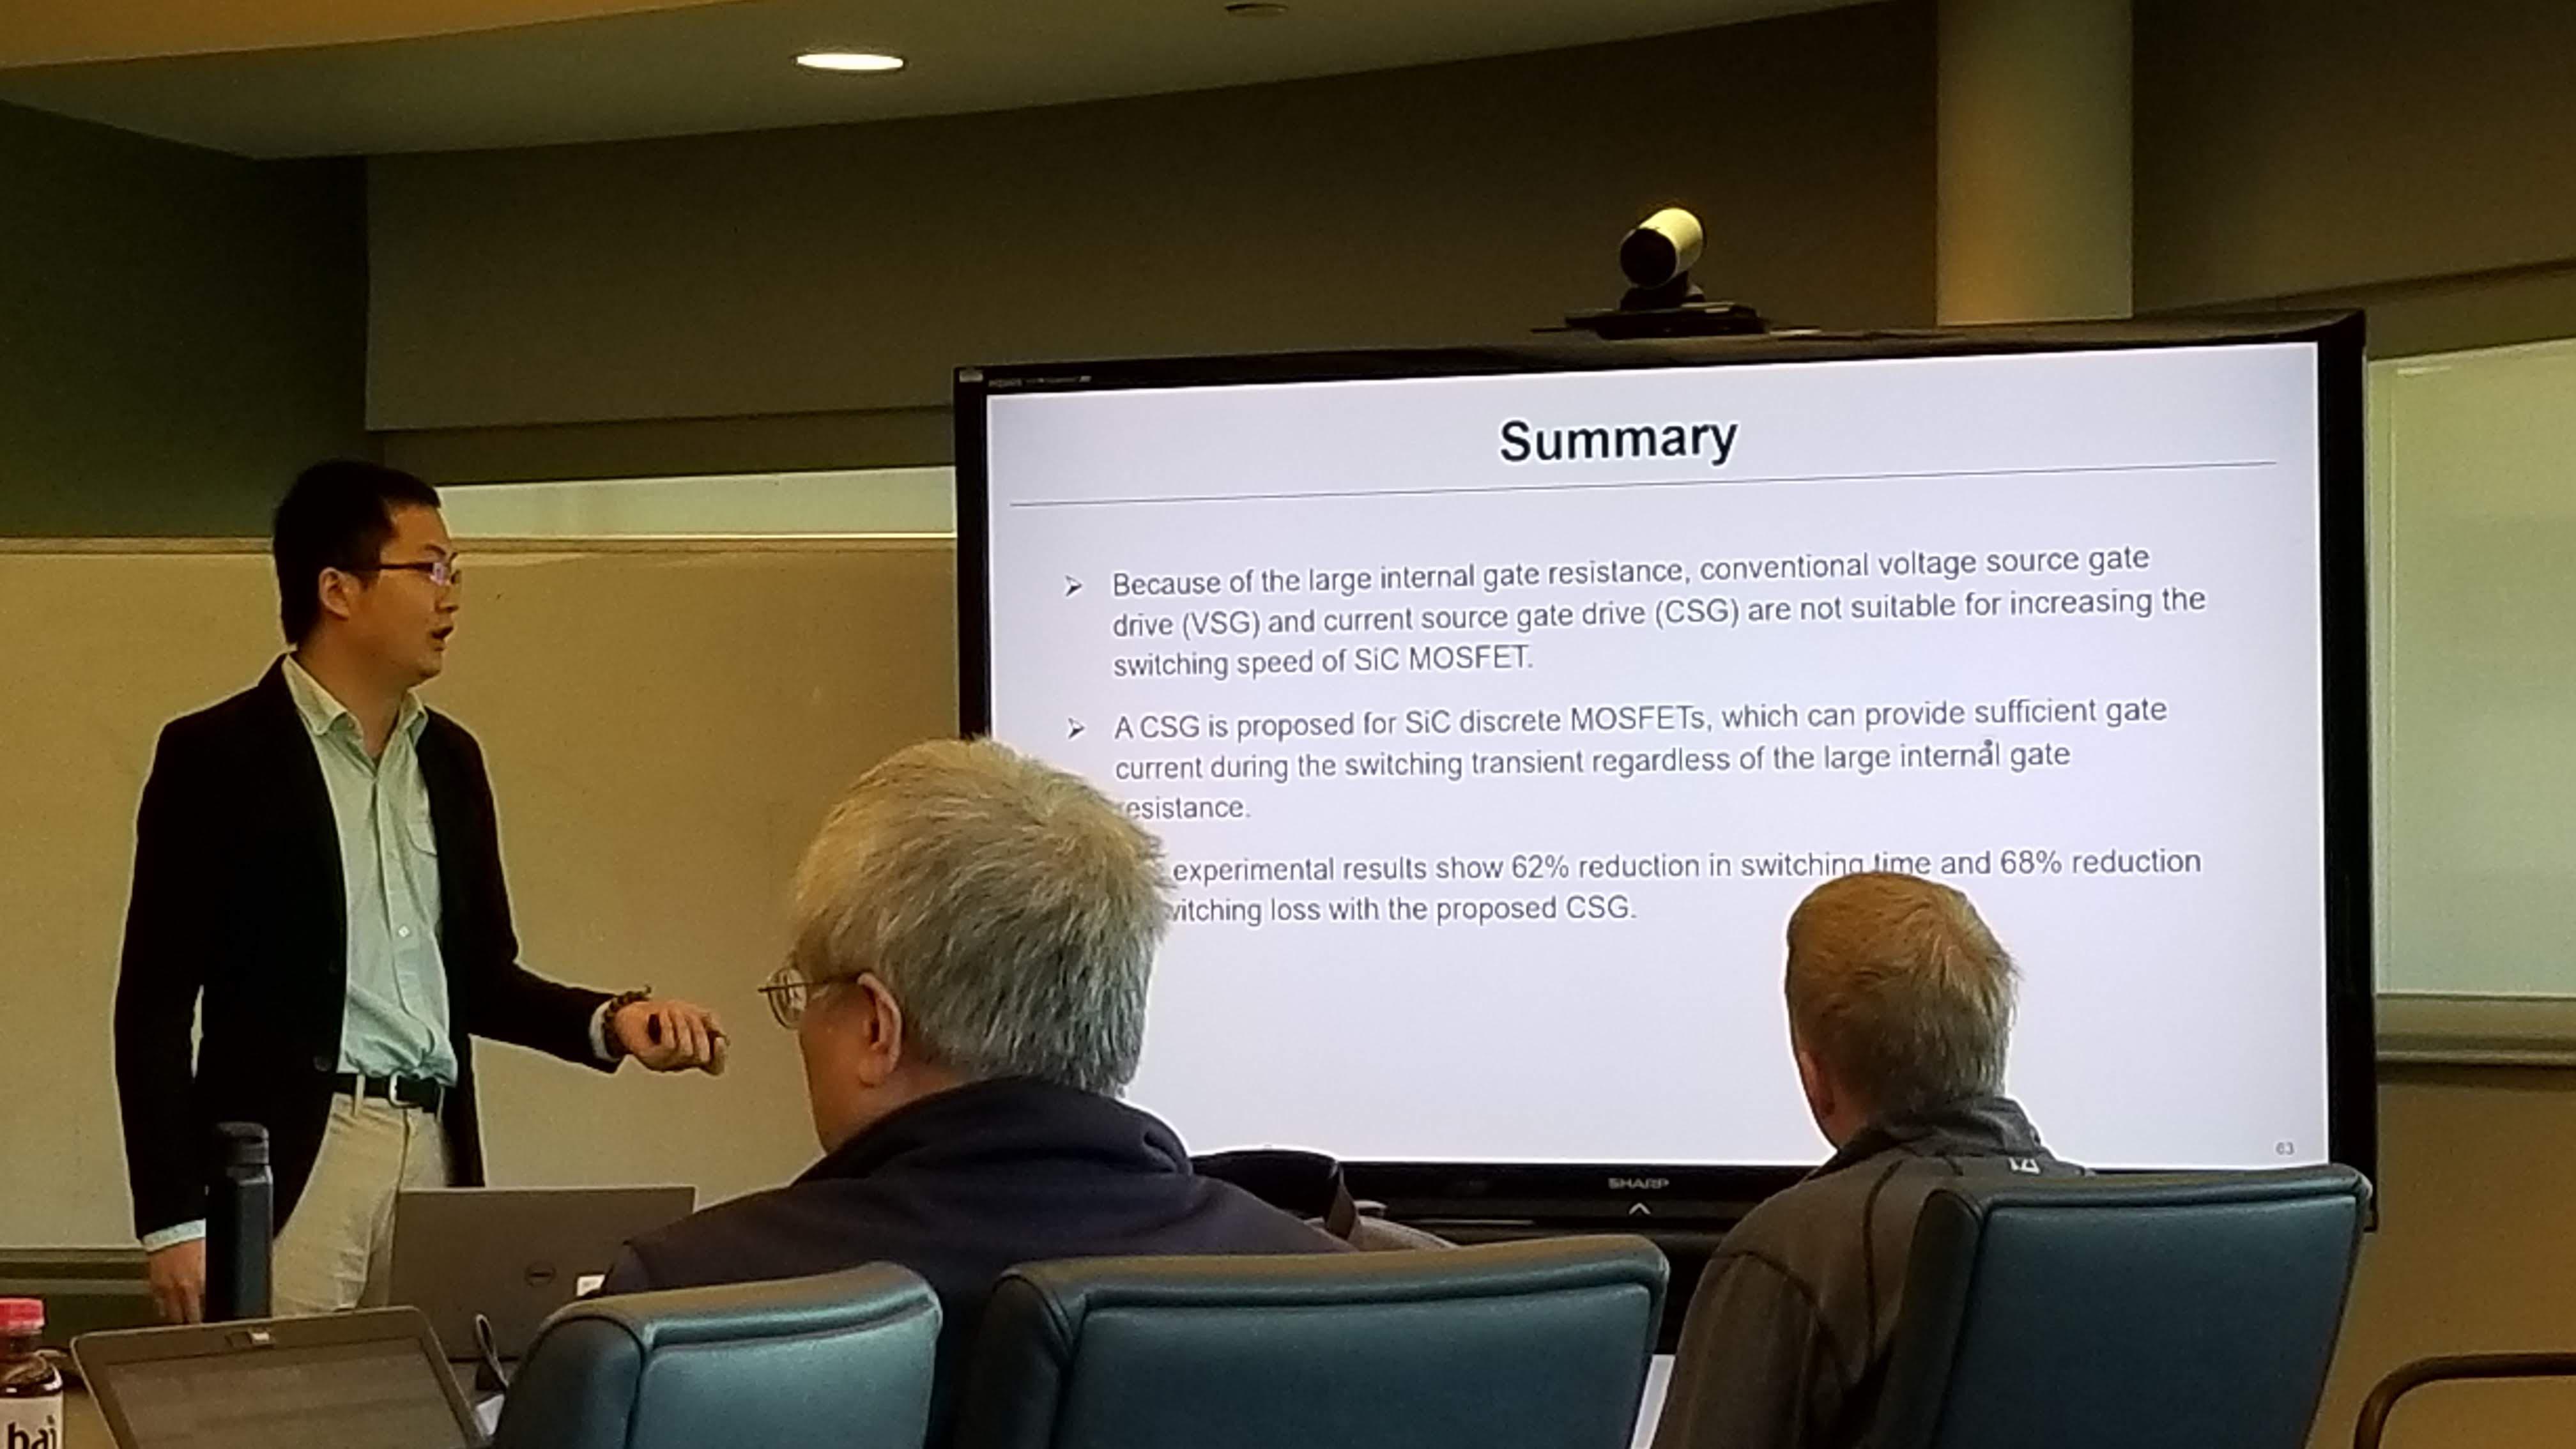 Summary
➢ Because of the large internal gate resistance, conventional voltage source gate
drive (VSG) and current source gate drive (CSG) are not suitable for increasing the
switching speed of SiC MOSFET.
➢ A CSG is proposed for SiC discrete MOSFETs, which can provide sufficient gate
current during the switching transient regardless of the large internal gate
esistance.
experimental results show 62% reduction in switching time and 68% reduction
itching loss with the proposed CSG.
63
SHARP
DELL
bai